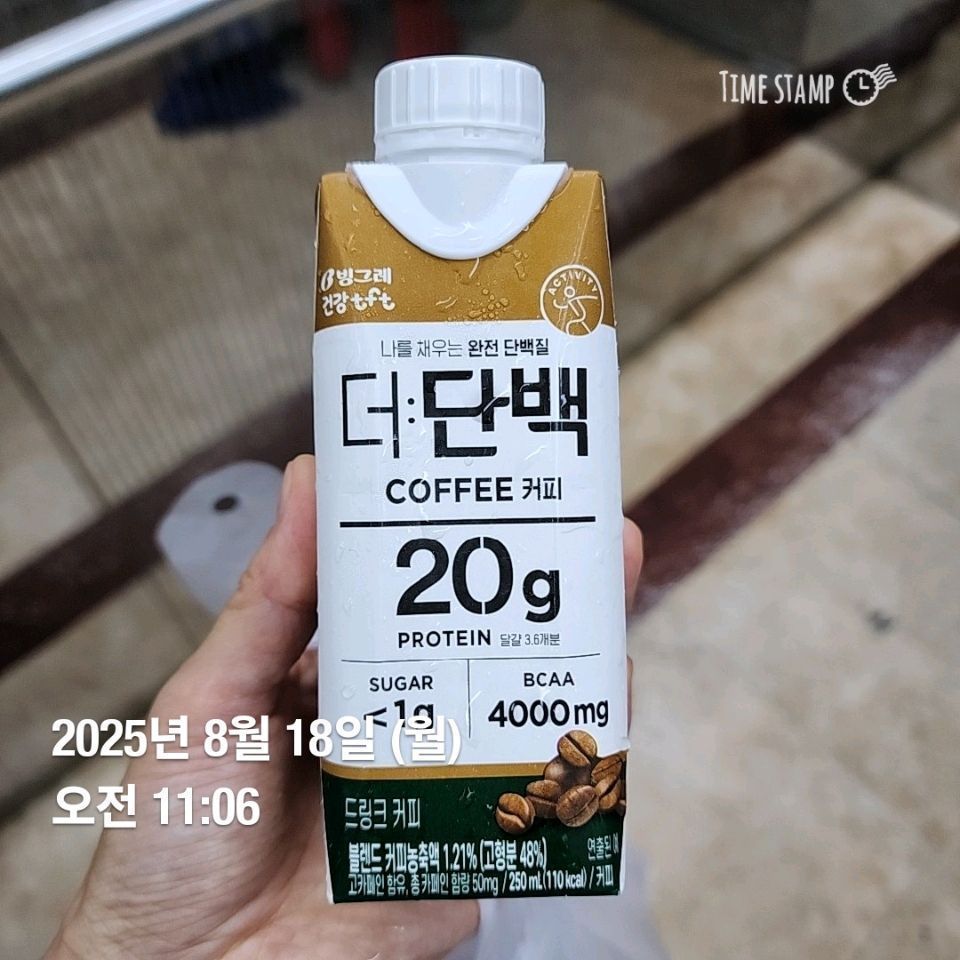 TIME STAMP
빙그레
건강tft
ACTIVITY
나를 채우는 완전 단백질
더:단백
COFFEE 커피
20g
PROTEIN 달걀 3.6개분
SUGAR
<1g
BCAA
4000mg
2025년 8월 18일 (월)
오전 11:06
드링크 커피
블렌드 커피농축액 1.21% (고형분 48%)
연출된
고카페인 함유, 총 카페인 함량 50mg / 250 mL (110 kcal) / 커피